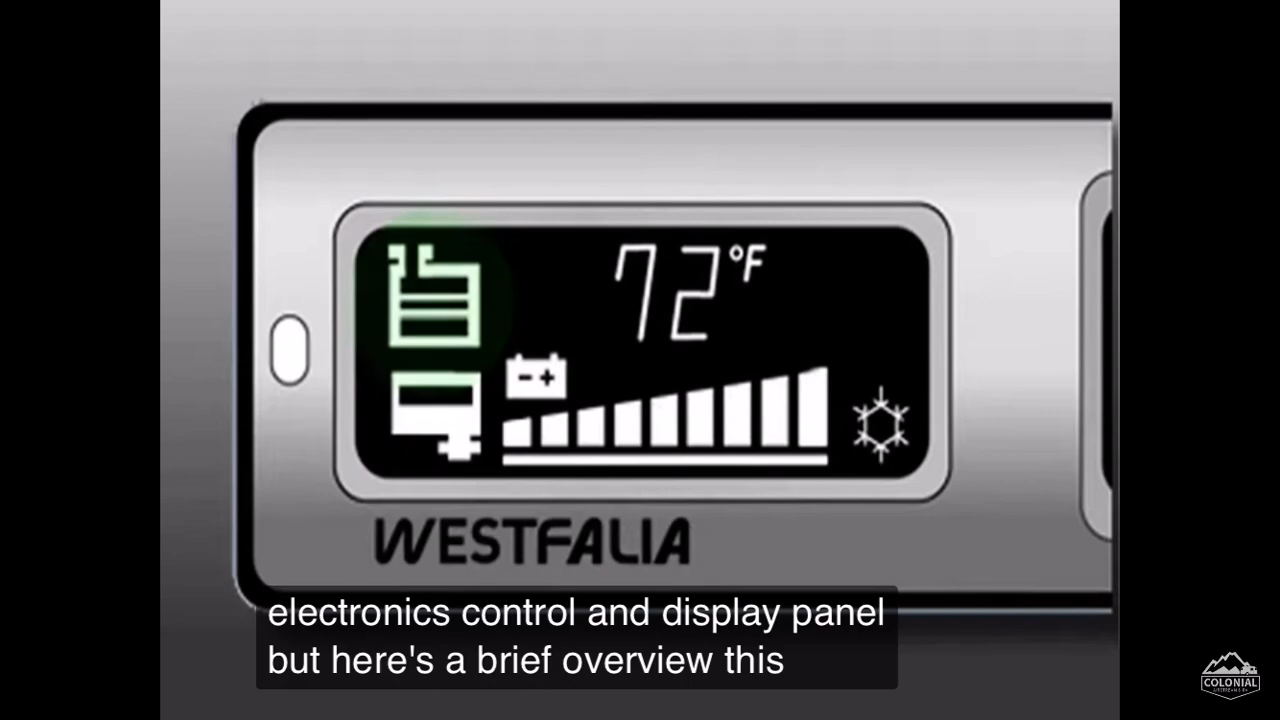 72°F
- +
WESTFALIA
electronics control and display panel
but here's a brief overview this
COLONIAL